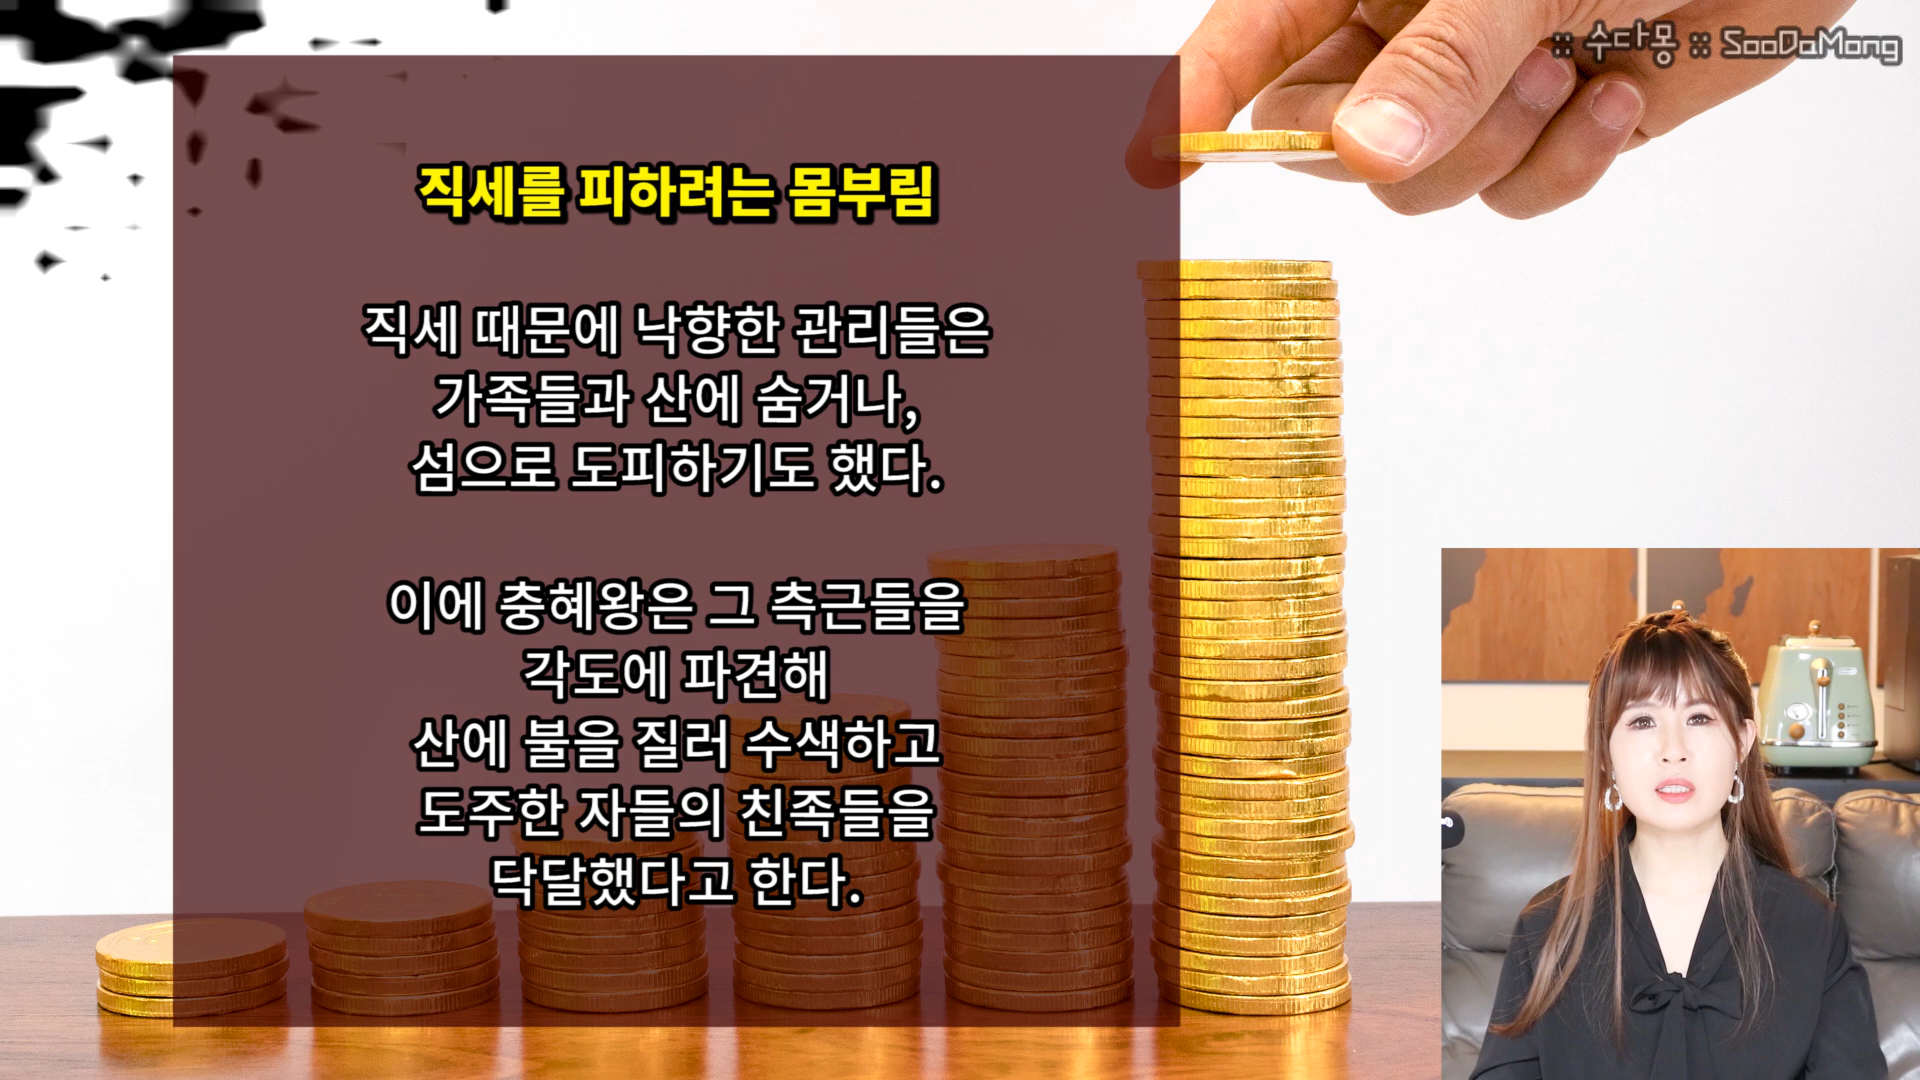 :: 수다몽 :: SooDaMong
직세를 피하려는 몸부림
직세 때문에 낙향한 관리들은
가족들과 산에 숨거나,
섬으로 도피하기도 했다.
이에 충혜왕은 그 측근들을
각도에 파견해
산에 불을 질러 수색하고
도주한 자들의 친족들을
닥달했다고 한다.